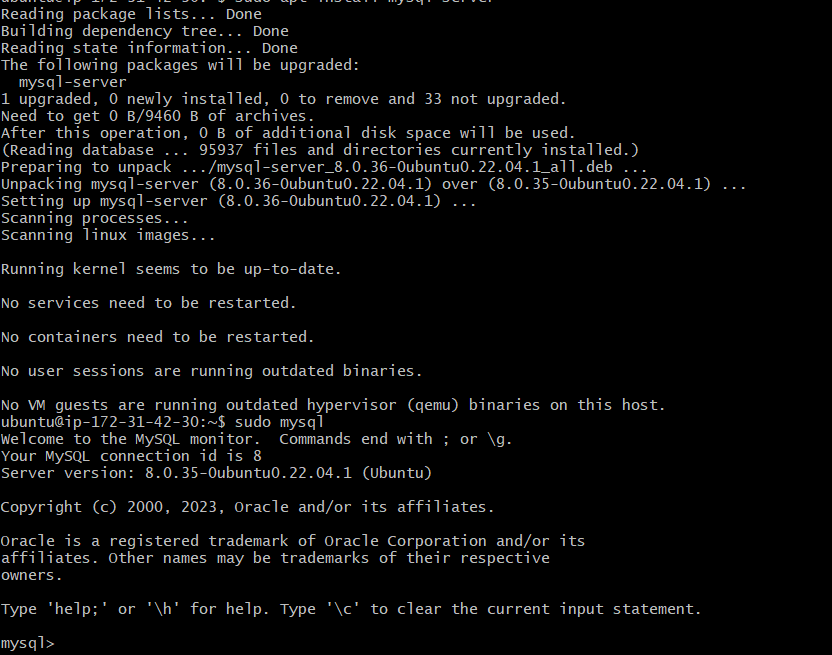 ubuntu@ip-172-31-42-30:~$ sudo apt install mysql-server
Reading package lists... Done
Building dependency tree... Done
Reading state information... Done
The following packages will be upgraded:
  mysql-server
1 upgraded, 0 newly installed, 0 to remove and 33 not upgraded.
Need to get 0 B/9460 B of archives.
After this operation, 0 B of additional disk space will be used.
(Reading database ... 95937 files and directories currently installed.)
Preparing to unpack .../mysql-server_8.0.36-0ubuntu0.22.04.1_all.deb ...
Unpacking mysql-server (8.0.36-0ubuntu0.22.04.1) over (8.0.35-0ubuntu0.22.04.1) ...
Setting up mysql-server (8.0.36-0ubuntu0.22.04.1) ...
Scanning processes...
Scanning linux images...
Running kernel seems to be up-to-date.
No services need to be restarted.
No containers need to be restarted.
No user sessions are running outdated binaries.
No VM guests are running outdated hypervisor (qemu) binaries on this host.
ubuntu@ip-172-31-42-30:~$ sudo mysql
Welcome to the MySQL monitor.  Commands end with ; or \g.
Your MySQL connection id is 8
Server version: 8.0.35-0ubuntu0.22.04.1 (Ubuntu)
Copyright (c) 2000, 2023, Oracle and/or its affiliates.
Oracle is a registered trademark of Oracle Corporation and/or its
affiliates. Other names may be trademarks of their respective
owners.
Type 'help;' or '\h' for help. Type '\c' to clear the current input statement.
mysql>